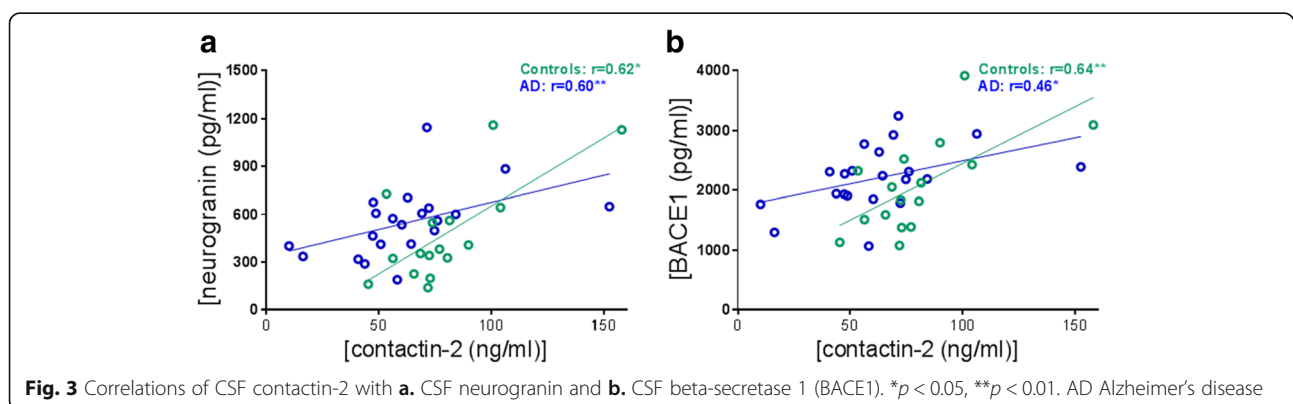 a
Controls: r=0.62*
AD: r=0.60**
1500
1200
900
600
300
0
[neurogranin (pg/ml)]
0 50 100 150
[contactin-2 (ng/ml)]
b
Controls: r=0.64**
AD: r=0.46*
4000
3000
2000
1000
0
[BACE1 (pg/ml)]
0 50 100 150
[contactin-2 (ng/ml)]
Fig. 3 Correlations of CSF contactin-2 with a. CSF neurogranin and b. CSF beta-secretase 1 (BACE1). *p < 0.05, **p < 0.01. AD Alzheimer’s disease